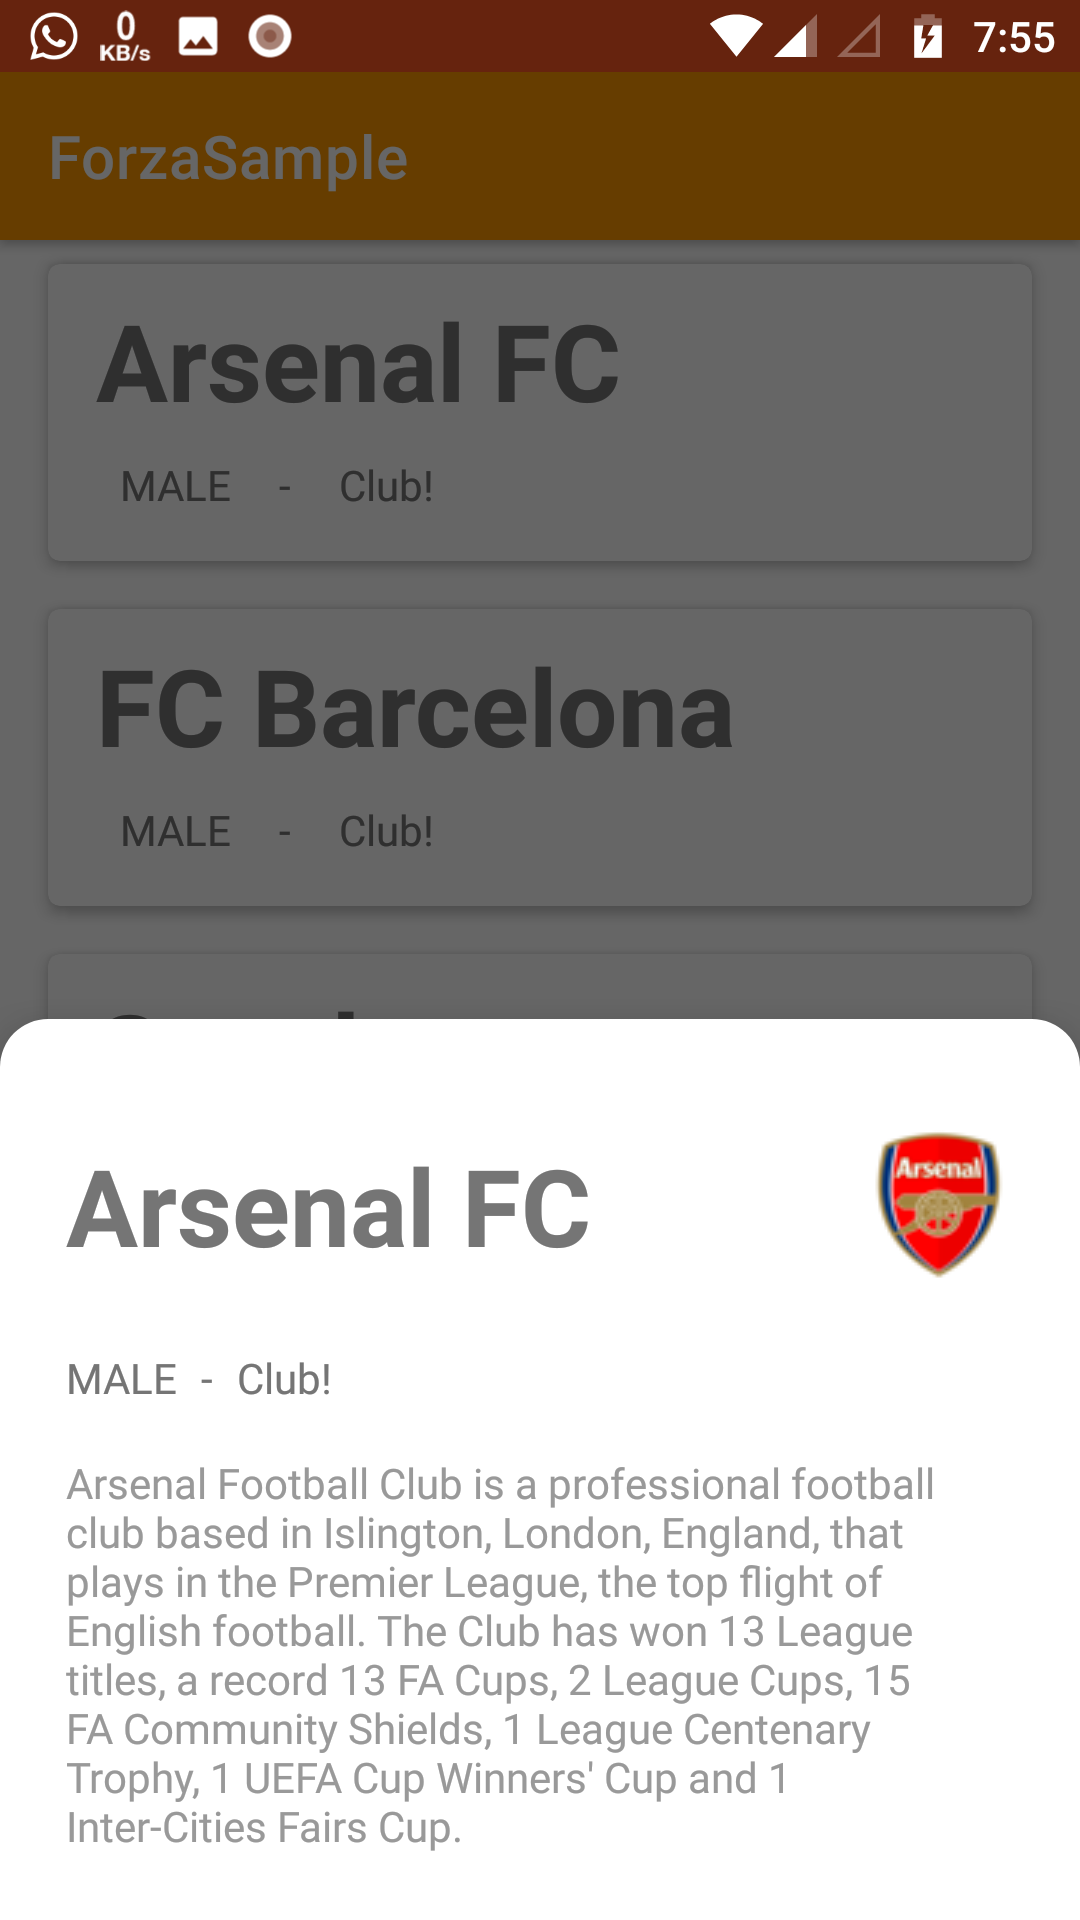 0
KB/s
7:55
ForzaSample
Arsenal FC
MALE - Club!
FC Barcelona
MALE - Club!
Arsenal FC
Arsenal
MALE - Club!
Arsenal Football Club is a professional football
club based in Islington, London, England, that
plays in the Premier League, the top flight of
English football. The Club has won 13 League
titles, a record 13 FA Cups, 2 League Cups, 15
FA Community Shields, 1 League Centenary
Trophy, 1 UEFA Cup Winners' Cup and 1
Inter-Cities Fairs Cup.